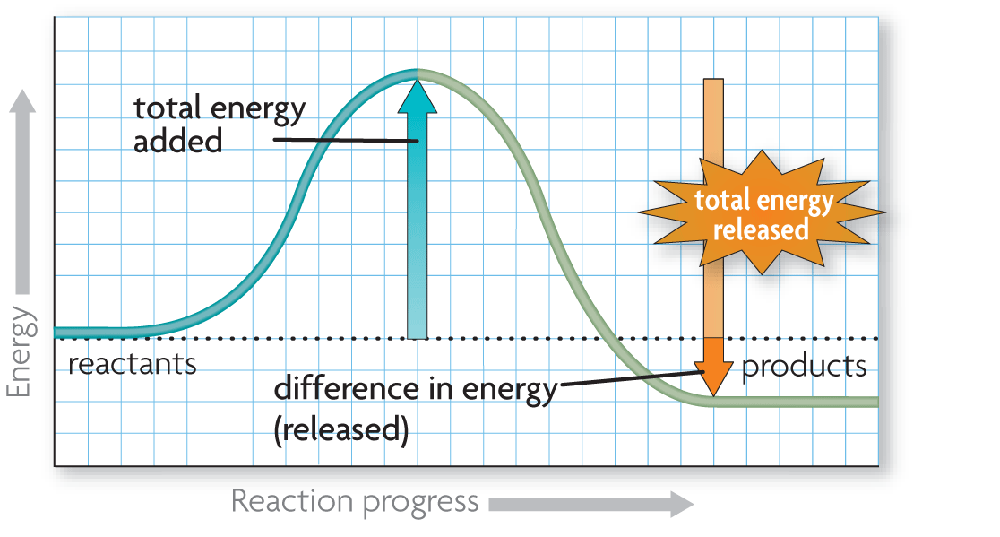 total energy
added
total energy
released
reactants
products
difference in energy
(released)
Energy
Reaction progress